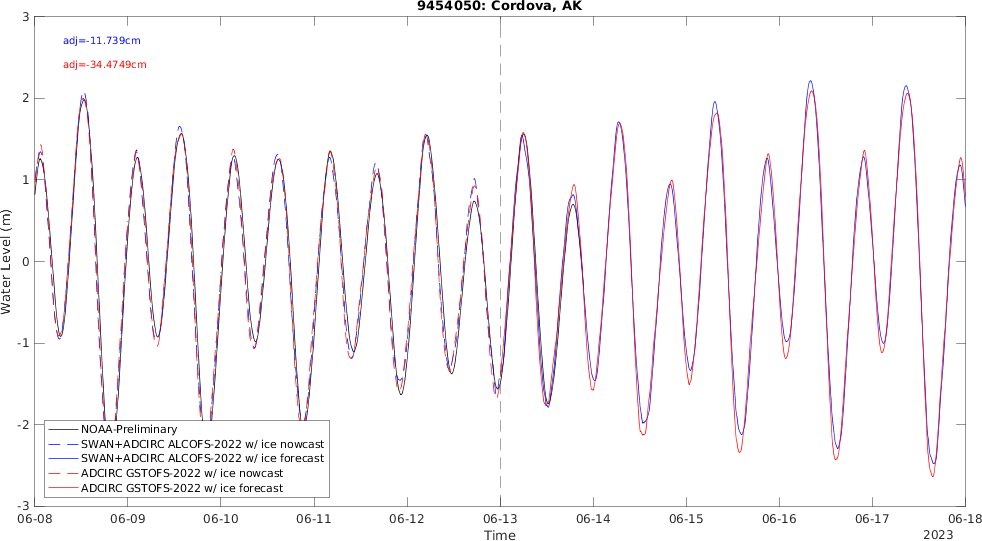 9454050: Cordova, AK
adj=-11.739cm
adj=-34.4749cm
Water Level (m)
3
2
1
0
-1
-2
-3
NOAA-Preliminary
SWAN+ADCIRC ALCOFS-2022 w/ ice nowcast
SWAN+ADCIRC ALCOFS-2022 w/ ice forecast
ADCIRC GSTOFS-2022 w/ ice nowcast
ADCIRC GSTOFS-2022 w/ ice forecast
06-08 06-09 06-10 06-11 06-12 06-13 06-14 06-15 06-16 06-17 06-18
Time
2023